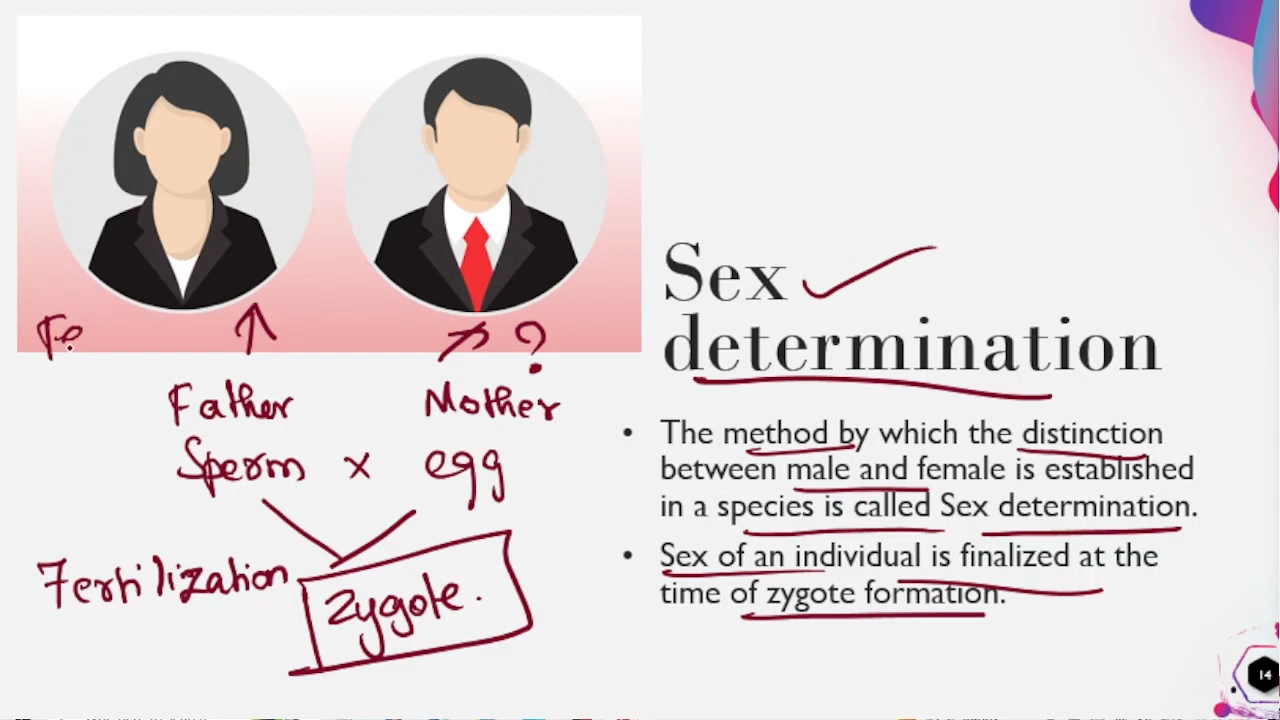 Fe
?
Father Mother
Sperm x egg
Fertilization
Zygote.
Sex
determination
• The method by which the distinction
between male and female is established
in a species is called Sex determination.
• Sex of an individual is finalized at the
time of zygote formation.
14